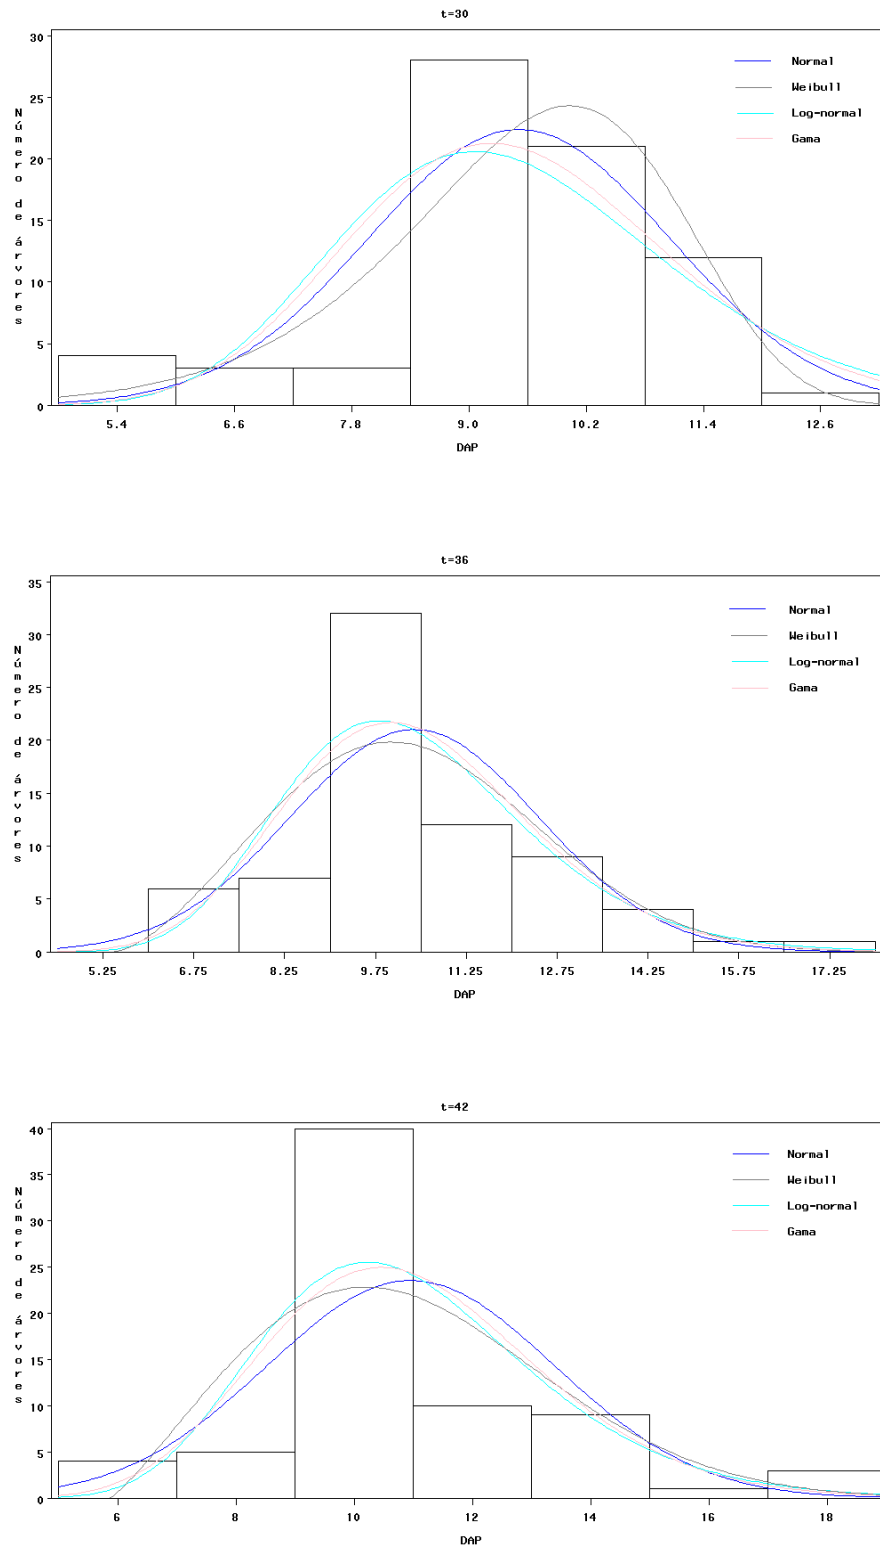 t=30
30
25
20
15
10
5
0
Número de árvores
Normal
Weibull
Log-normal
Gama
5.4 6.6 7.8 9.0 10.2 11.4 12.6
DAP
t=36
35
30
25
20
15
10
5
0
Número de árvores
Normal
Weibull
Log-normal
Gama
5.25 6.75 8.25 9.75 11.25 12.75 14.25 15.75 17.25
DAP
t=42
40
35
30
25
20
15
10
5
0
Número de árvores
Normal
Weibull
Log-normal
Gama
6 8 10 12 14 16 18
DAP